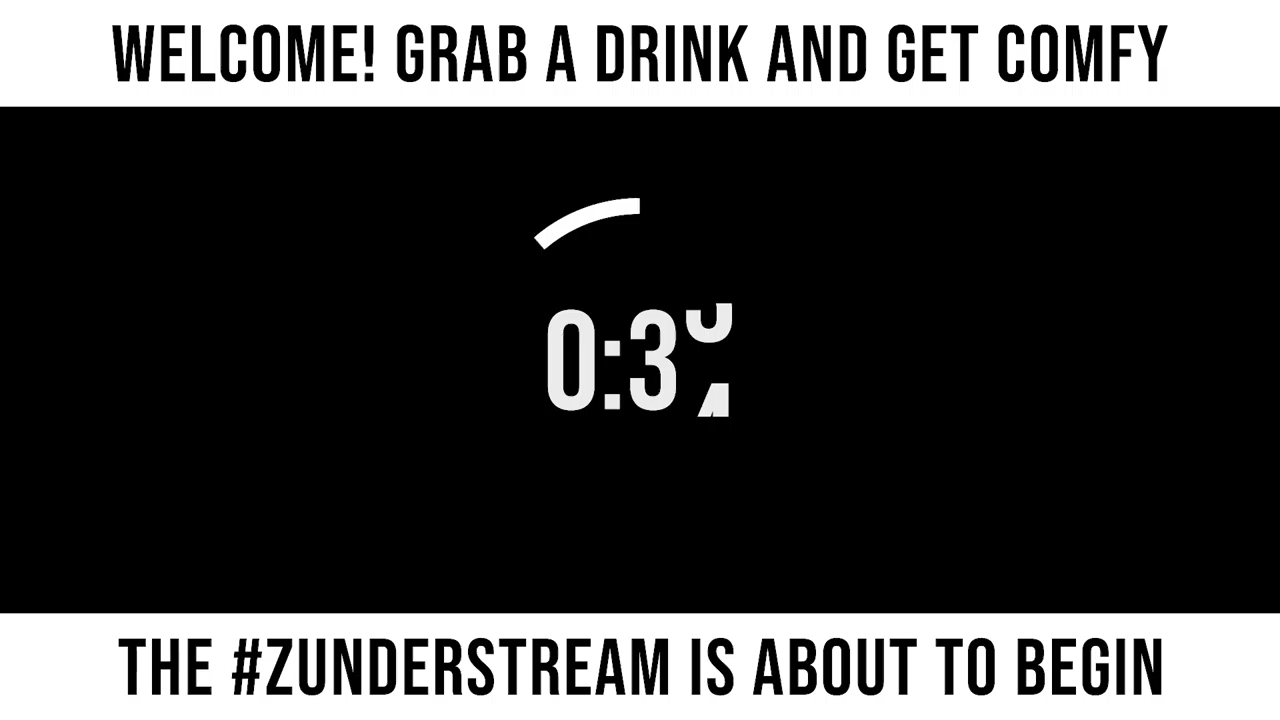 WELCOME! GRAB A DRINK AND GET COMFY
0:3
THE #ZUNDERSTREAM IS ABOUT TO BEGIN